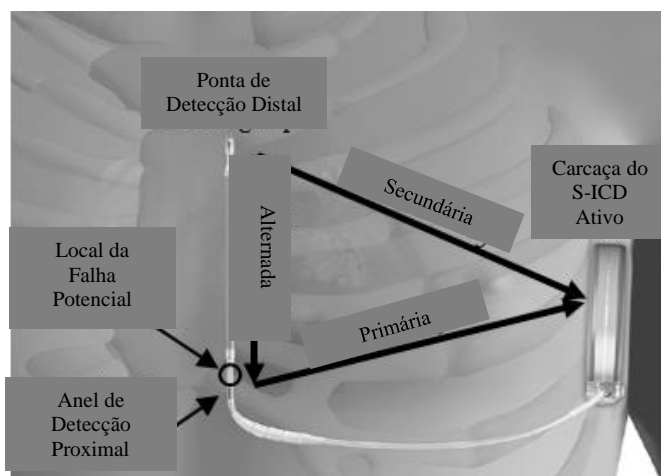 Ponta de
Detecção Distal
Secundária
Carcaça do
S-ICD
Ativo
Alternada
Local da
Falha
Potencial
Primária
Anel de
Detecção
Proximal